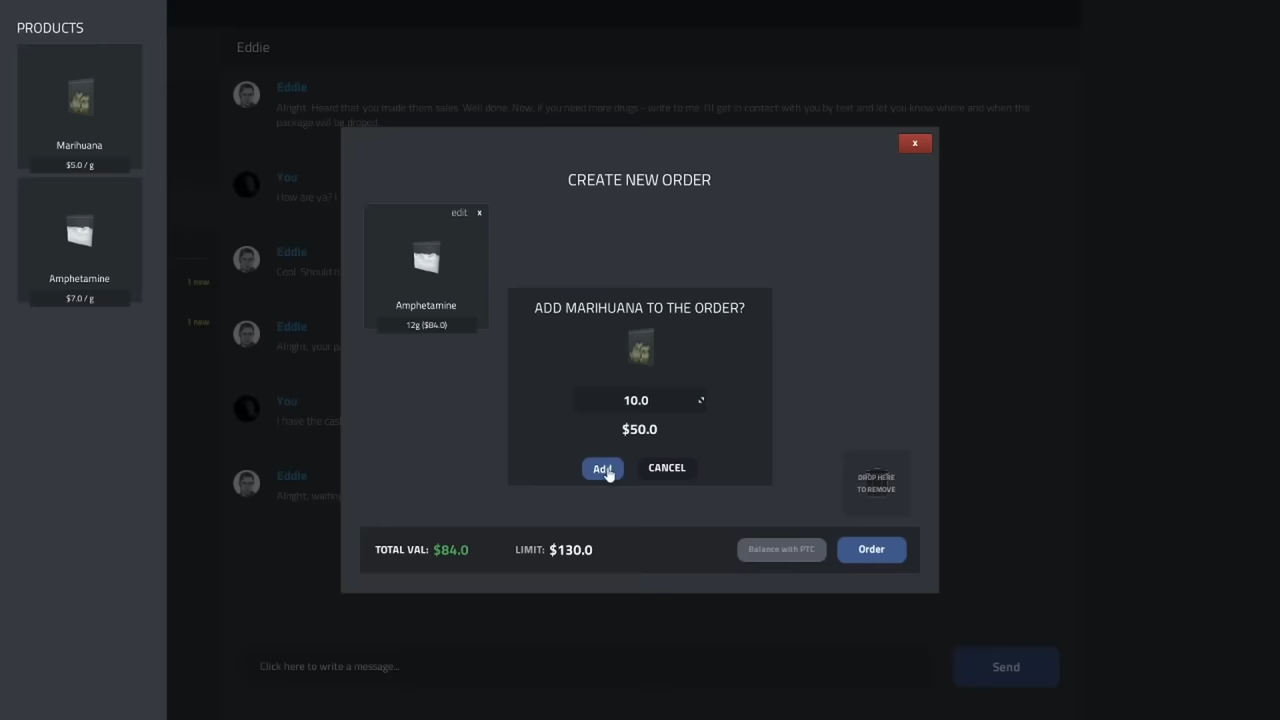 PRODUCTS
Marihuana
$5.0 / g
Amphetamine
$7.0 / g
1 new
1 new
Eddie
Eddie
Alright. Heard that you made them sales. Well done. Now, if you need more drugs - write to me. I'll get in contact with you by text and let you know where and when the
package will be droped.
You
How are ya? I
Eddie
Cool. Should
Eddie
Alright, your
You
I have the cas
Eddie
Alright, waiting
x
CREATE NEW ORDER
edit x
Amphetamine
12g ($84.0)
ADD MARIHUANA TO THE ORDER?
10.0
$50.0
Add
CANCEL
DROP HERE
TO REMOVE
TOTAL VAL: $84.0
LIMIT: $130.0
Balance with PTC
Order
Click here to write a message...
Send